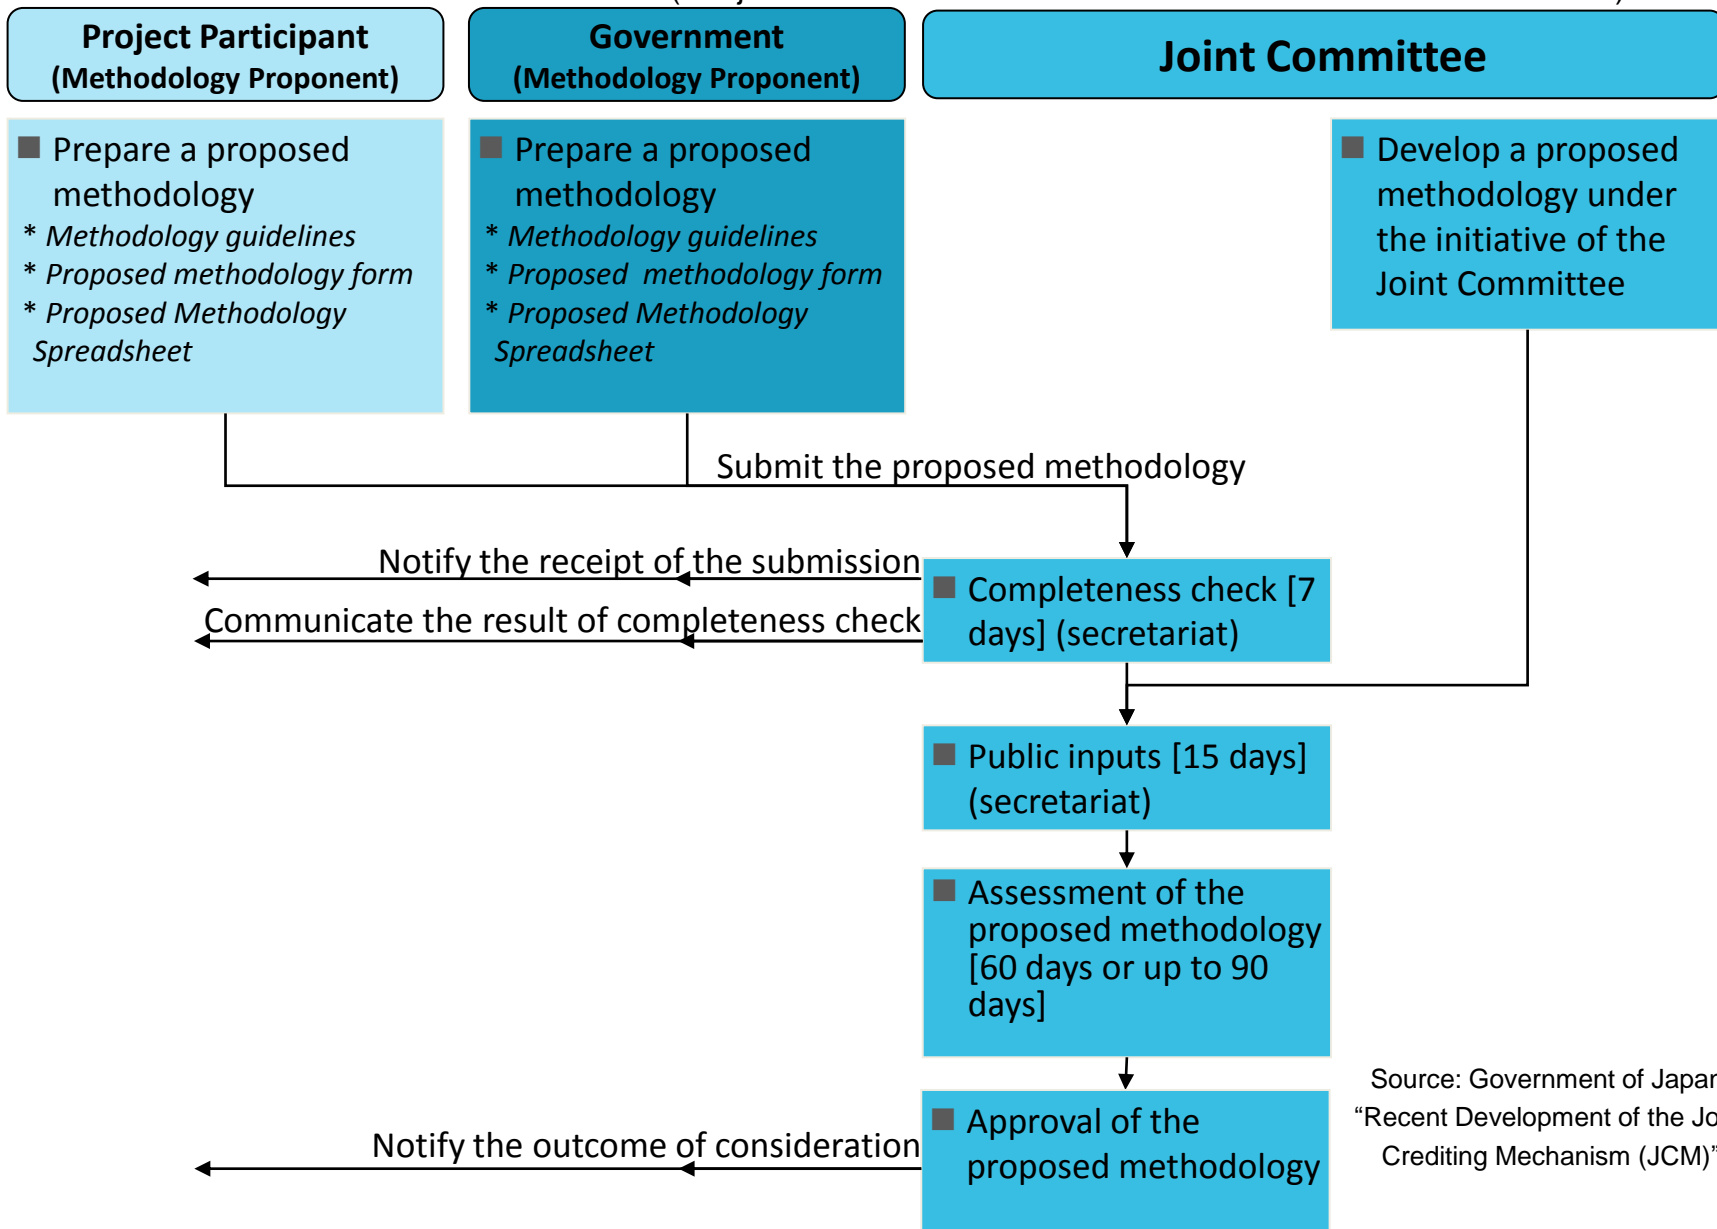 Project Participant
(Methodology Proponent)
Government
(Methodology Proponent)
Joint Committee
Prepare a proposed
methodology
* Methodology guidelines
* Proposed methodology form
* Proposed Methodology
Spreadsheet
Prepare a proposed
methodology
* Methodology guidelines
* Proposed methodology form
* Proposed Methodology
Spreadsheet
Develop a proposed
methodology under
the initiative of the
Joint Committee
Submit the proposed methodology
Notify the receipt of the submission
Communicate the result of completeness check
Completeness check [7
days] (secretariat)
Public inputs [15 days]
(secretariat)
Assessment of the
proposed methodology
[60 days or up to 90
days]
Notify the outcome of consideration
Approval of the
proposed methodology
Source: Government of Japan
“Recent Development of the Jo
Crediting Mechanism (JCM)”